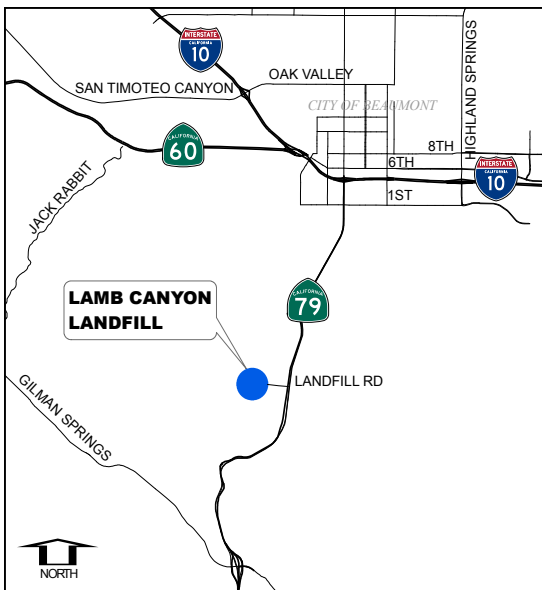 INTERSTATE
CALIFORNIA
10
HIGHLAND SPRINGS
OAK VALLEY
SAN TIMOTEO CANYON
CITY OF BEAUMONT
CALIFORNIA
60
8TH
6TH
INTERSTATE
CALIFORNIA
10
1ST
JACK RABBIT
LAMB CANYON
LANDFILL
CALIFORNIA
79
LANDFILL RD
GILMAN SPRINGS
NORTH